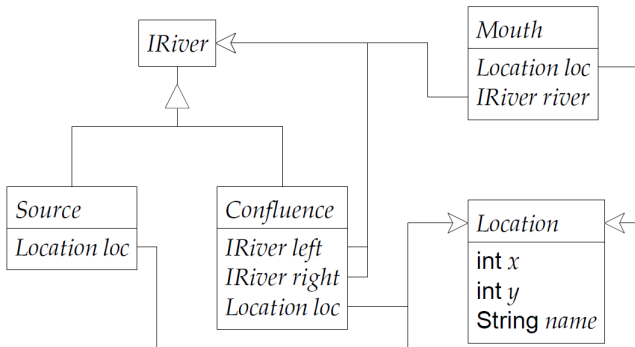 IRiver
Mouth
Location loc
IRiver river
Source
Location loc
Confluence
IRiver left
IRiver right
Location loc
Location
int x
int y
String name